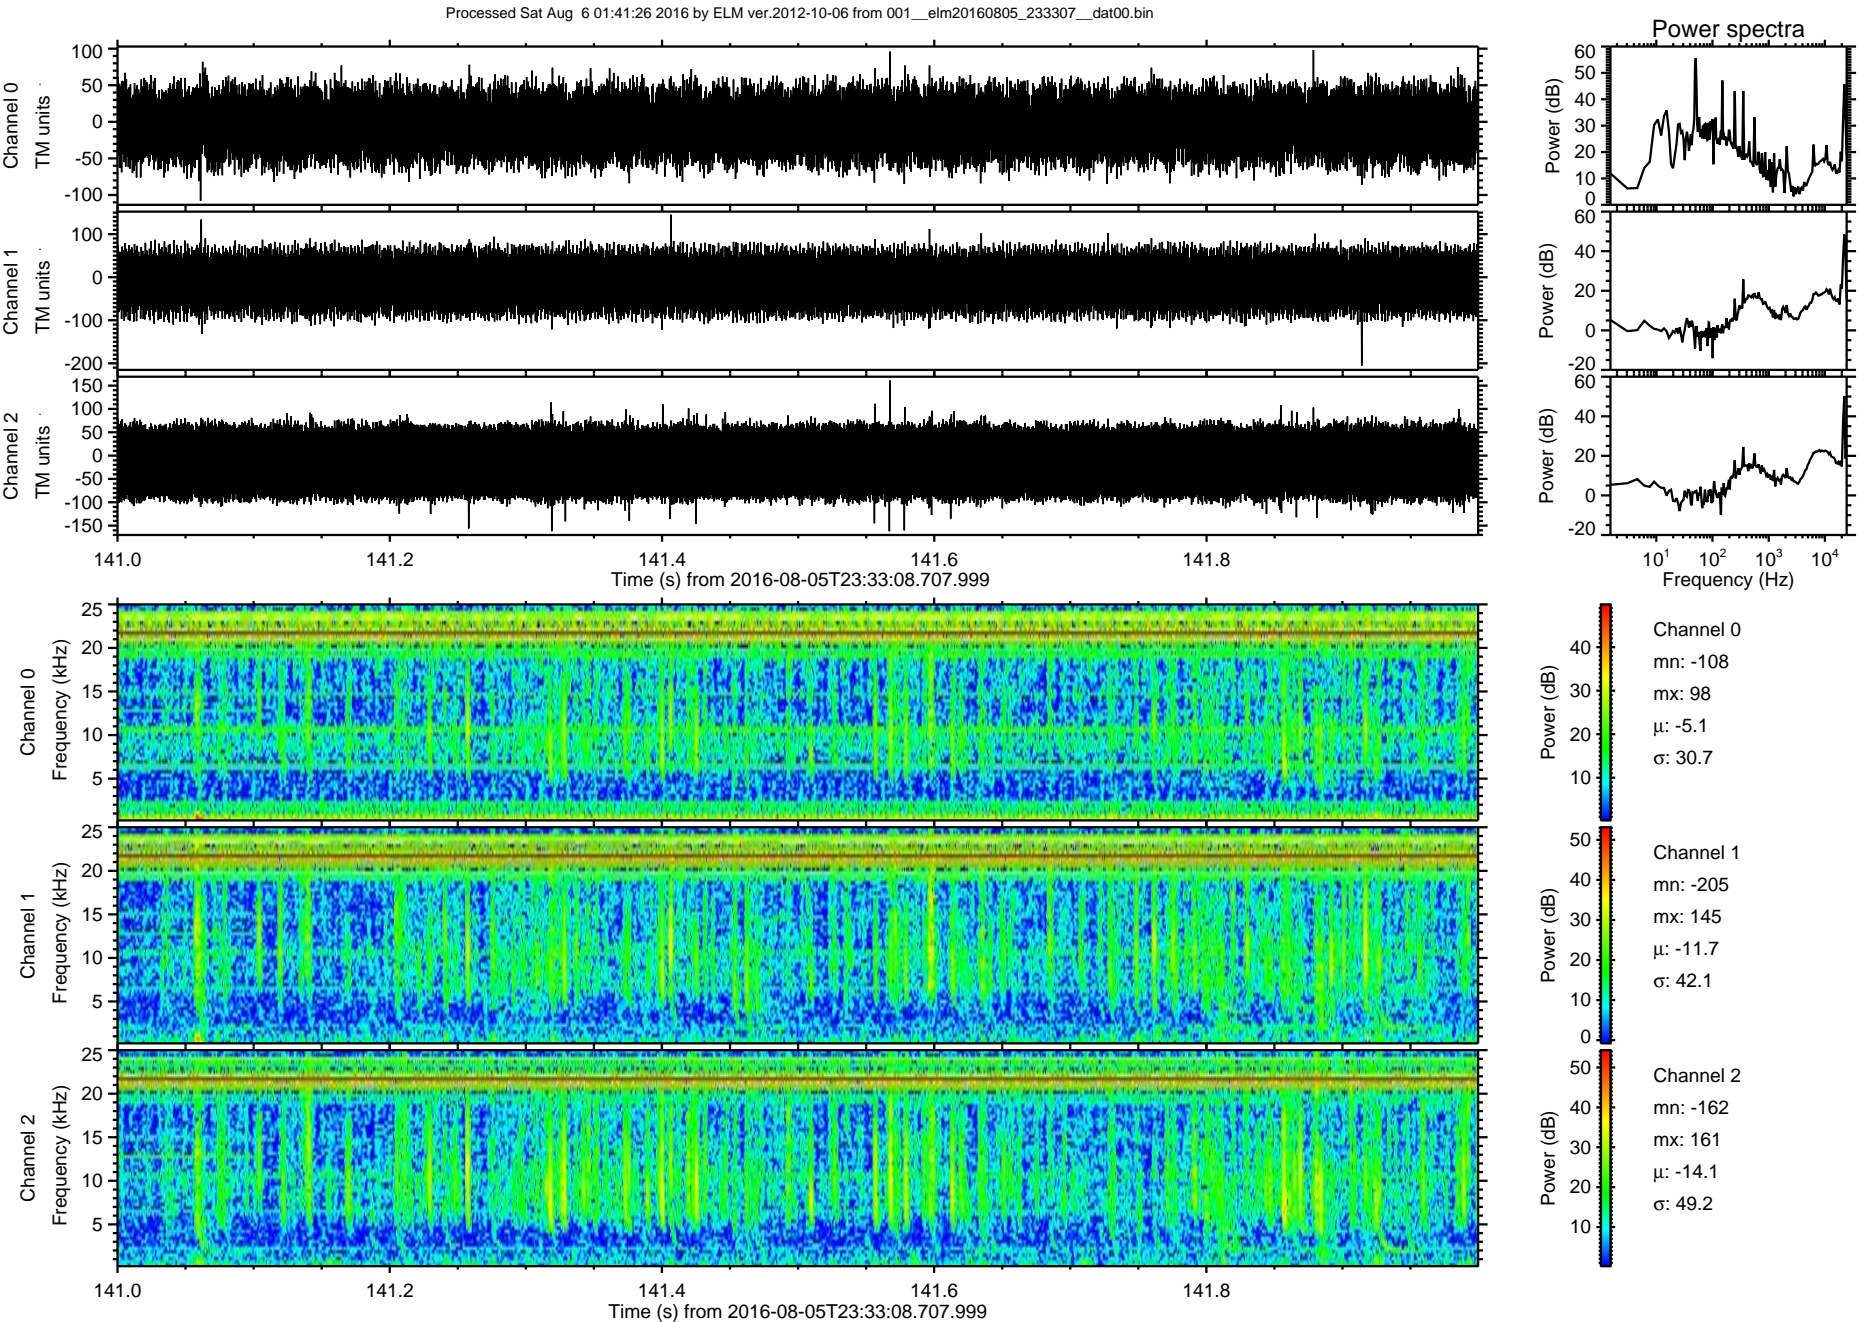 Processed Sat Aug  6 01:41:26 2016 by ELM ver.2012-10-06 from 001__elm20160805_233307__dat00.bin
Power spectra
Channel 0
TM units
100
50
0
-50
-100
Power (dB)
60
50
40
30
20
10
0
Channel 1
TM units
100
0
-100
-200
Power (dB)
60
40
20
0
-20
Channel 2
TM units
150
100
50
0
-50
-100
-150
Power (dB)
60
40
20
0
-20
141.0 141.2 141.4 141.6 141.8
Time (s) from 2016-08-05T23:33:08.707.999
10^1 10^2 10^3 10^4
Frequency (Hz)
Channel 0
Frequency (kHz)
25
20
15
10
5
Power (dB)
40
30
20
10
Channel 0
mn: -108
mx: 98
μ: -5.1
σ: 30.7
Channel 1
Frequency (kHz)
25
20
15
10
5
Power (dB)
50
40
30
20
10
0
Channel 1
mn: -205
mx: 145
μ: -11.7
σ: 42.1
Channel 2
Frequency (kHz)
25
20
15
10
5
Power (dB)
50
40
30
20
10
Channel 2
mn: -162
mx: 161
μ: -14.1
σ: 49.2
141.0 141.2 141.4 141.6 141.8
Time (s) from 2016-08-05T23:33:08.707.999